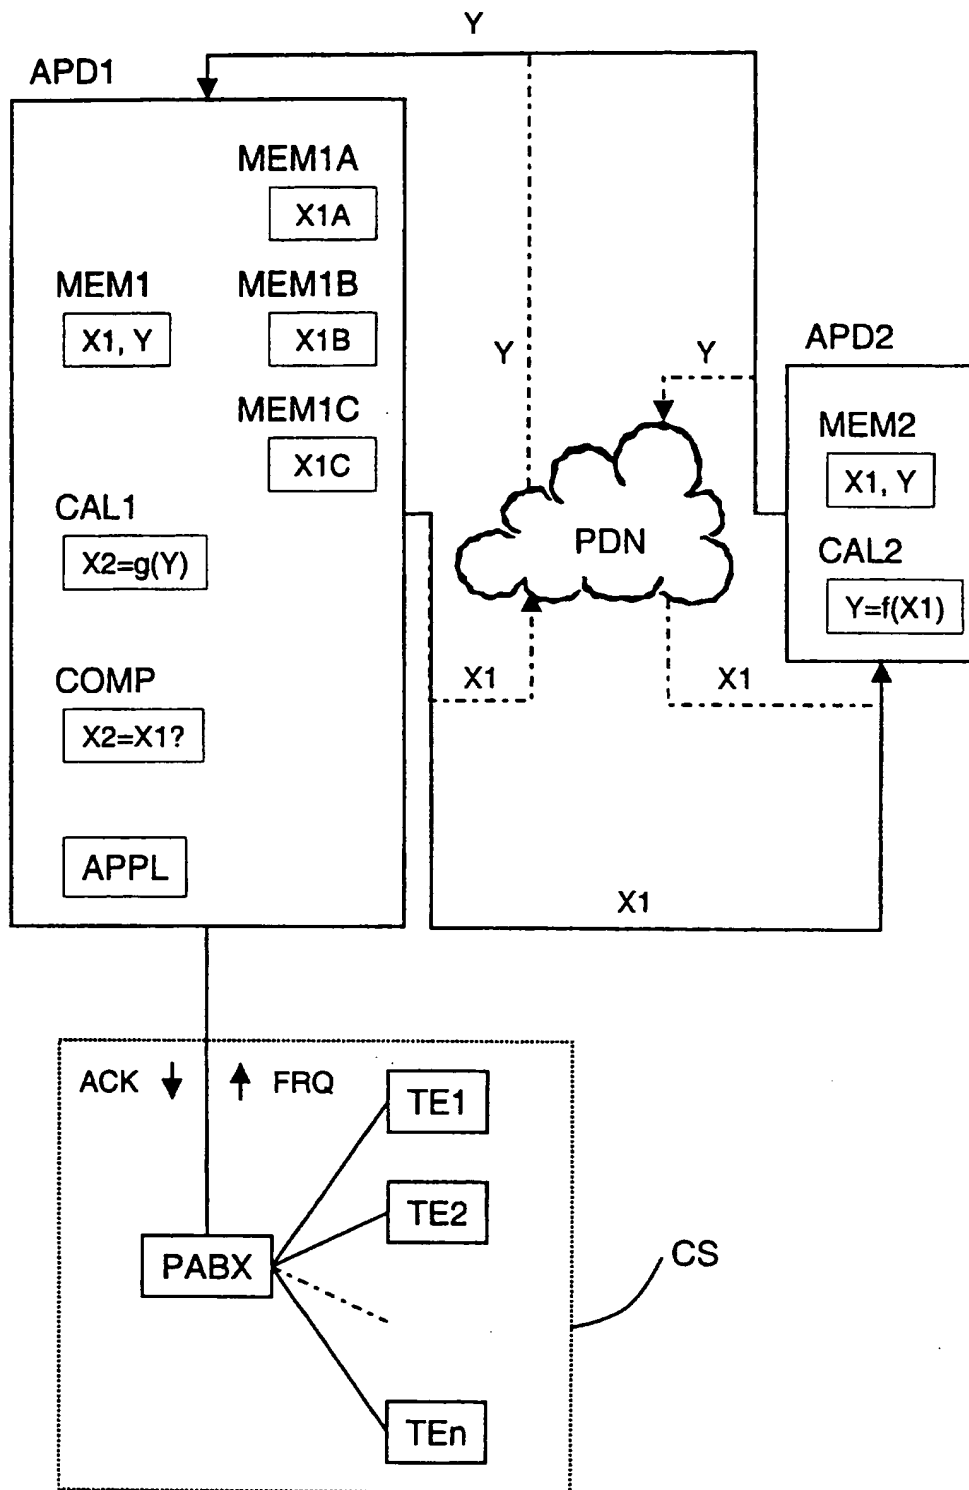 Y
APD1
MEM1A
X1A
MEM1 MEM1B
X1, Y X1B
Y Y APD2
MEM1C
X1C
MEM2
X1, Y
CAL1
X2=g(Y)
PDN
CAL2
Y=f(X1)
COMP
X1 X1
X2=X1?
APPL
X1
ACK FRQ
TE1
TE2
PABX
CS
TEn